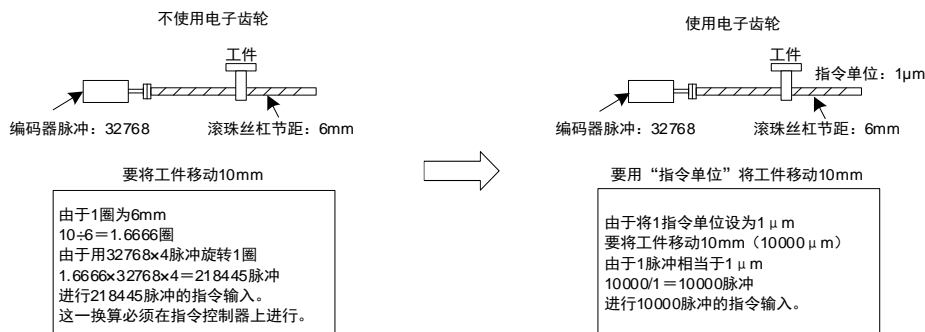 不使用电子齿轮
工件
编码器脉冲：32768
滚珠丝杠节距：6mm
要将工件移动10mm
由于1圈为6mm
10÷6＝1.6666圈
由于用32768×4脉冲旋转1圈
1.6666×32768×4＝218445脉冲
进行218445脉冲的指令输入。
这一换算必须在指令控制器上进行。
使用电子齿轮
工件
指令单位：1μm
编码器脉冲：32768
滚珠丝杠节距：6mm
要用“指令单位”将工件移动10mm
由于将1指令单位设为1μm
要将工件移动10mm（10000μm）
由于1脉冲相当于1μm
10000/1＝10000脉冲
进行10000脉冲的指令输入。